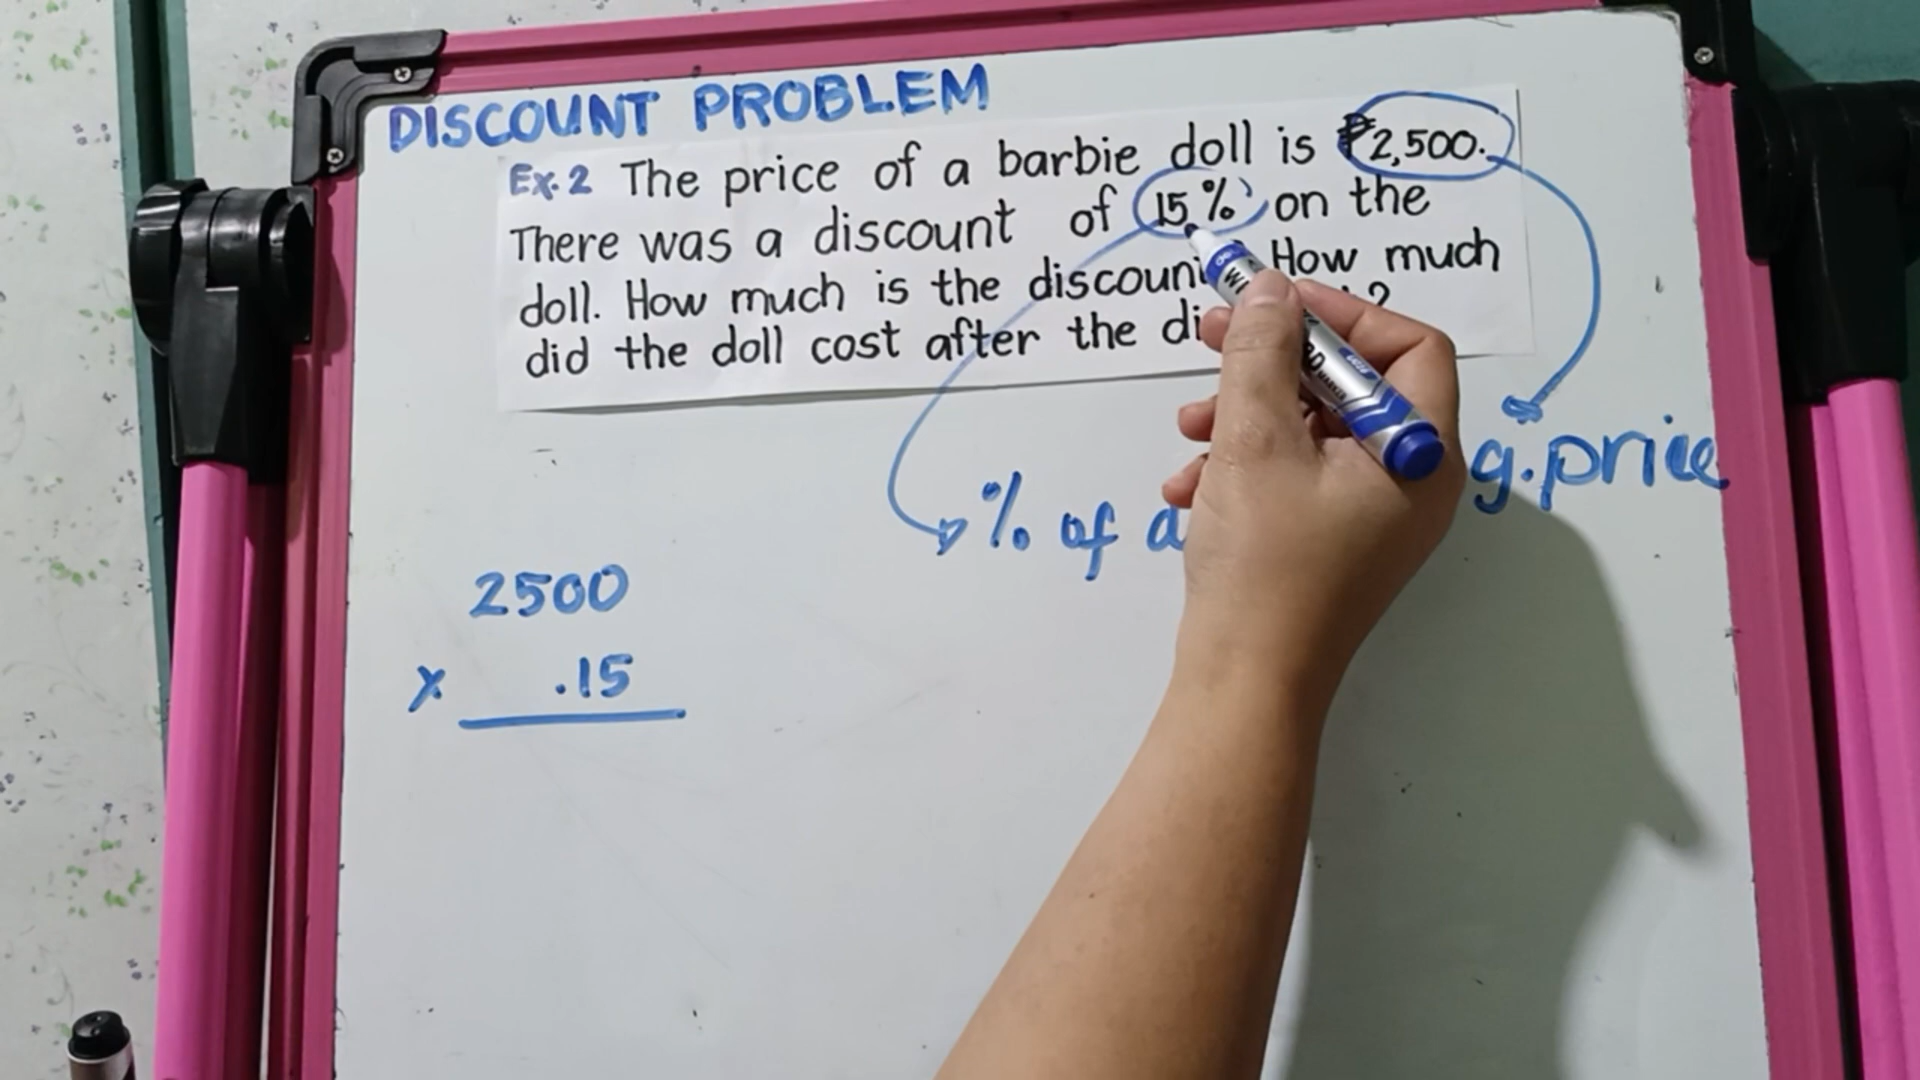 DISCOUNT PROBLEM
Ex. 2 The price of a barbie doll is ₱2,500.
There was a discount of 15% on the
doll. How much is the discount How much
did the doll cost after the
g.price
% of
2500
x .15